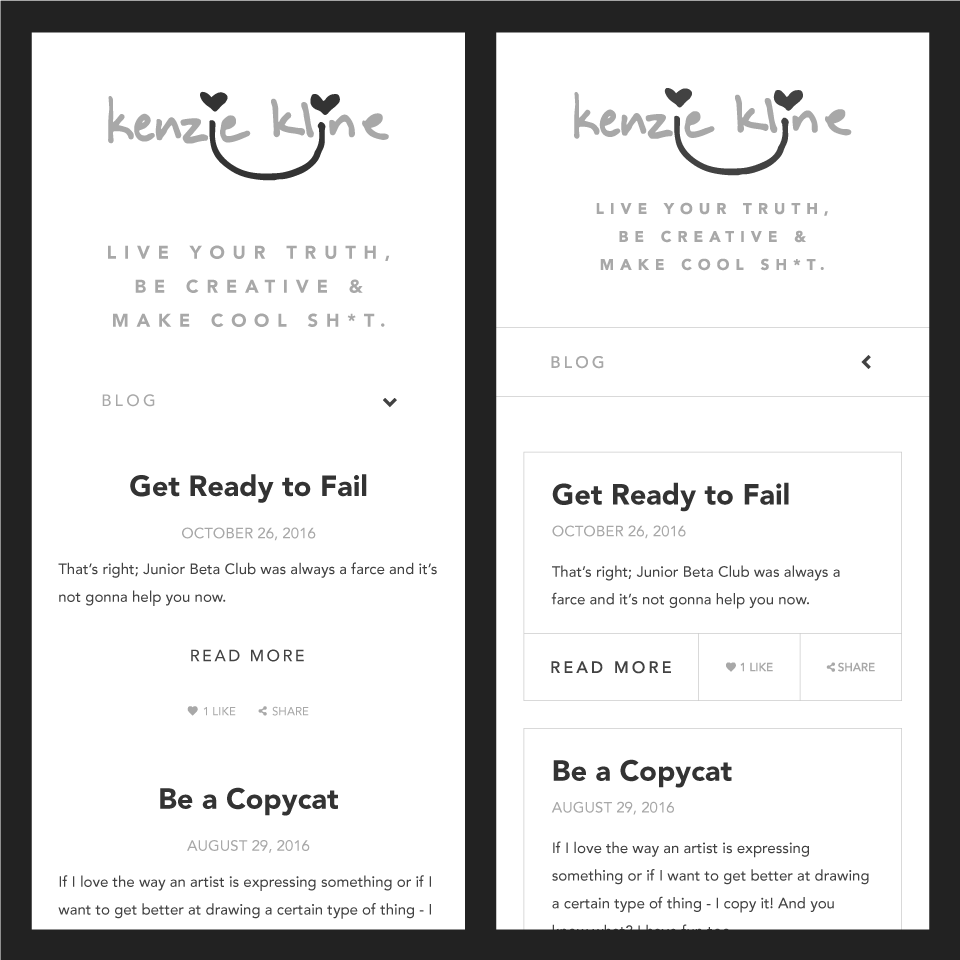 kenzie kline
LIVE YOUR TRUTH,
BE CREATIVE &
MAKE COOL SH*T.
BLOG
Get Ready to Fail
OCTOBER 26, 2016
That’s right; Junior Beta Club was always a farce and it’s
not gonna help you now.
READ MORE
1 LIKE SHARE
Be a Copycat
AUGUST 29, 2016
If I love the way an artist is expressing something or if I
want to get better at drawing a certain type of thing - I
kenzie kline
LIVE YOUR TRUTH,
BE CREATIVE &
MAKE COOL SH*T.
BLOG
Get Ready to Fail
OCTOBER 26, 2016
That’s right; Junior Beta Club was always a
farce and it’s not gonna help you now.
READ MORE 1 LIKE SHARE
Be a Copycat
AUGUST 29, 2016
If I love the way an artist is expressing
something or if I want to get better at drawing
a certain type of thing - I copy it! And you
know what? I have fun too